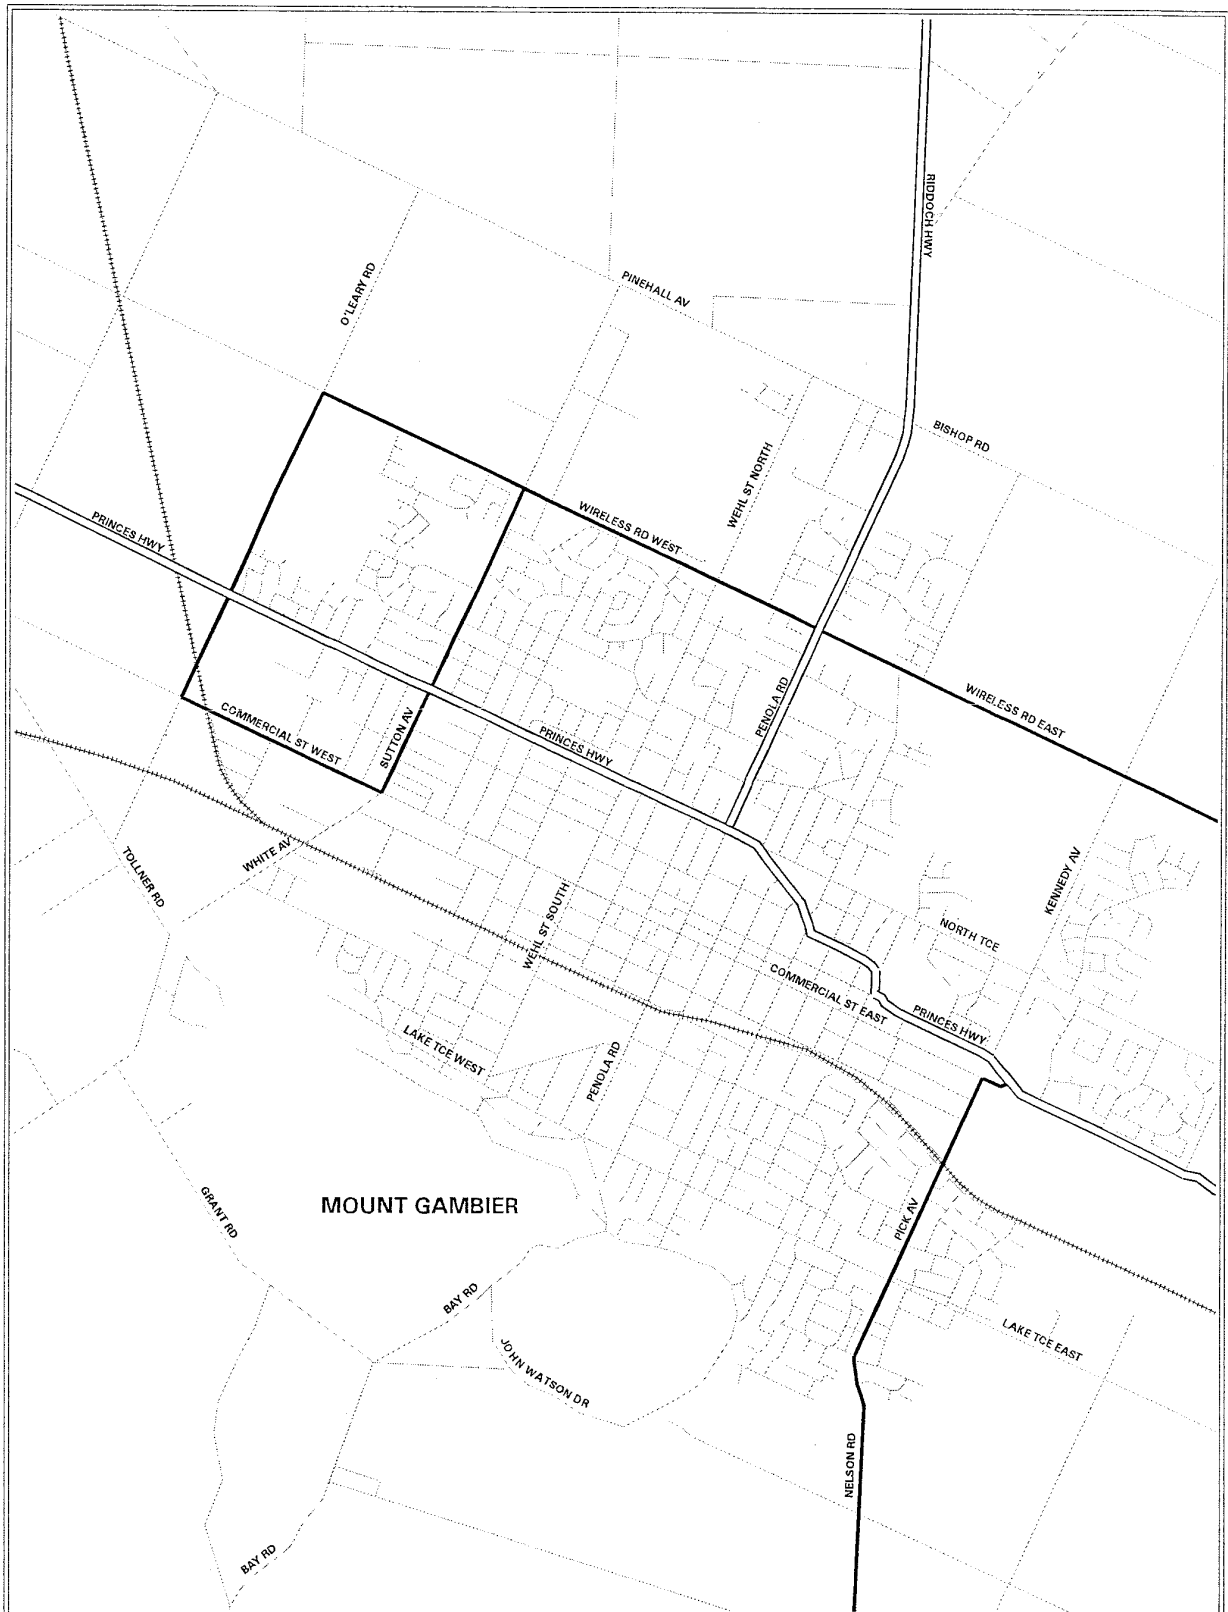 RIDDOCH HWY
O'LEARY RD
PINEHALL AV
BISHOP RD
WEHL ST NORTH
WIRELESS RD WEST
PRINCES HWY
PENOLA RD
WIRELESS RD EAST
COMMERCIAL ST WEST
SUTTON AV
PRINCES HWY
WHITE AV
TOLLNER RD
KENNEDY AV
WEHL ST SOUTH
NORTH TCE
COMMERCIAL ST EAST
PRINCES HWY
LAKE TCE WEST
PENOLA RD
GRANT RD
MOUNT GAMBIER
PICK AV
BAY RD
LAKE TCE EAST
JOHN WATSON DR
NELSON RD
BAY RD